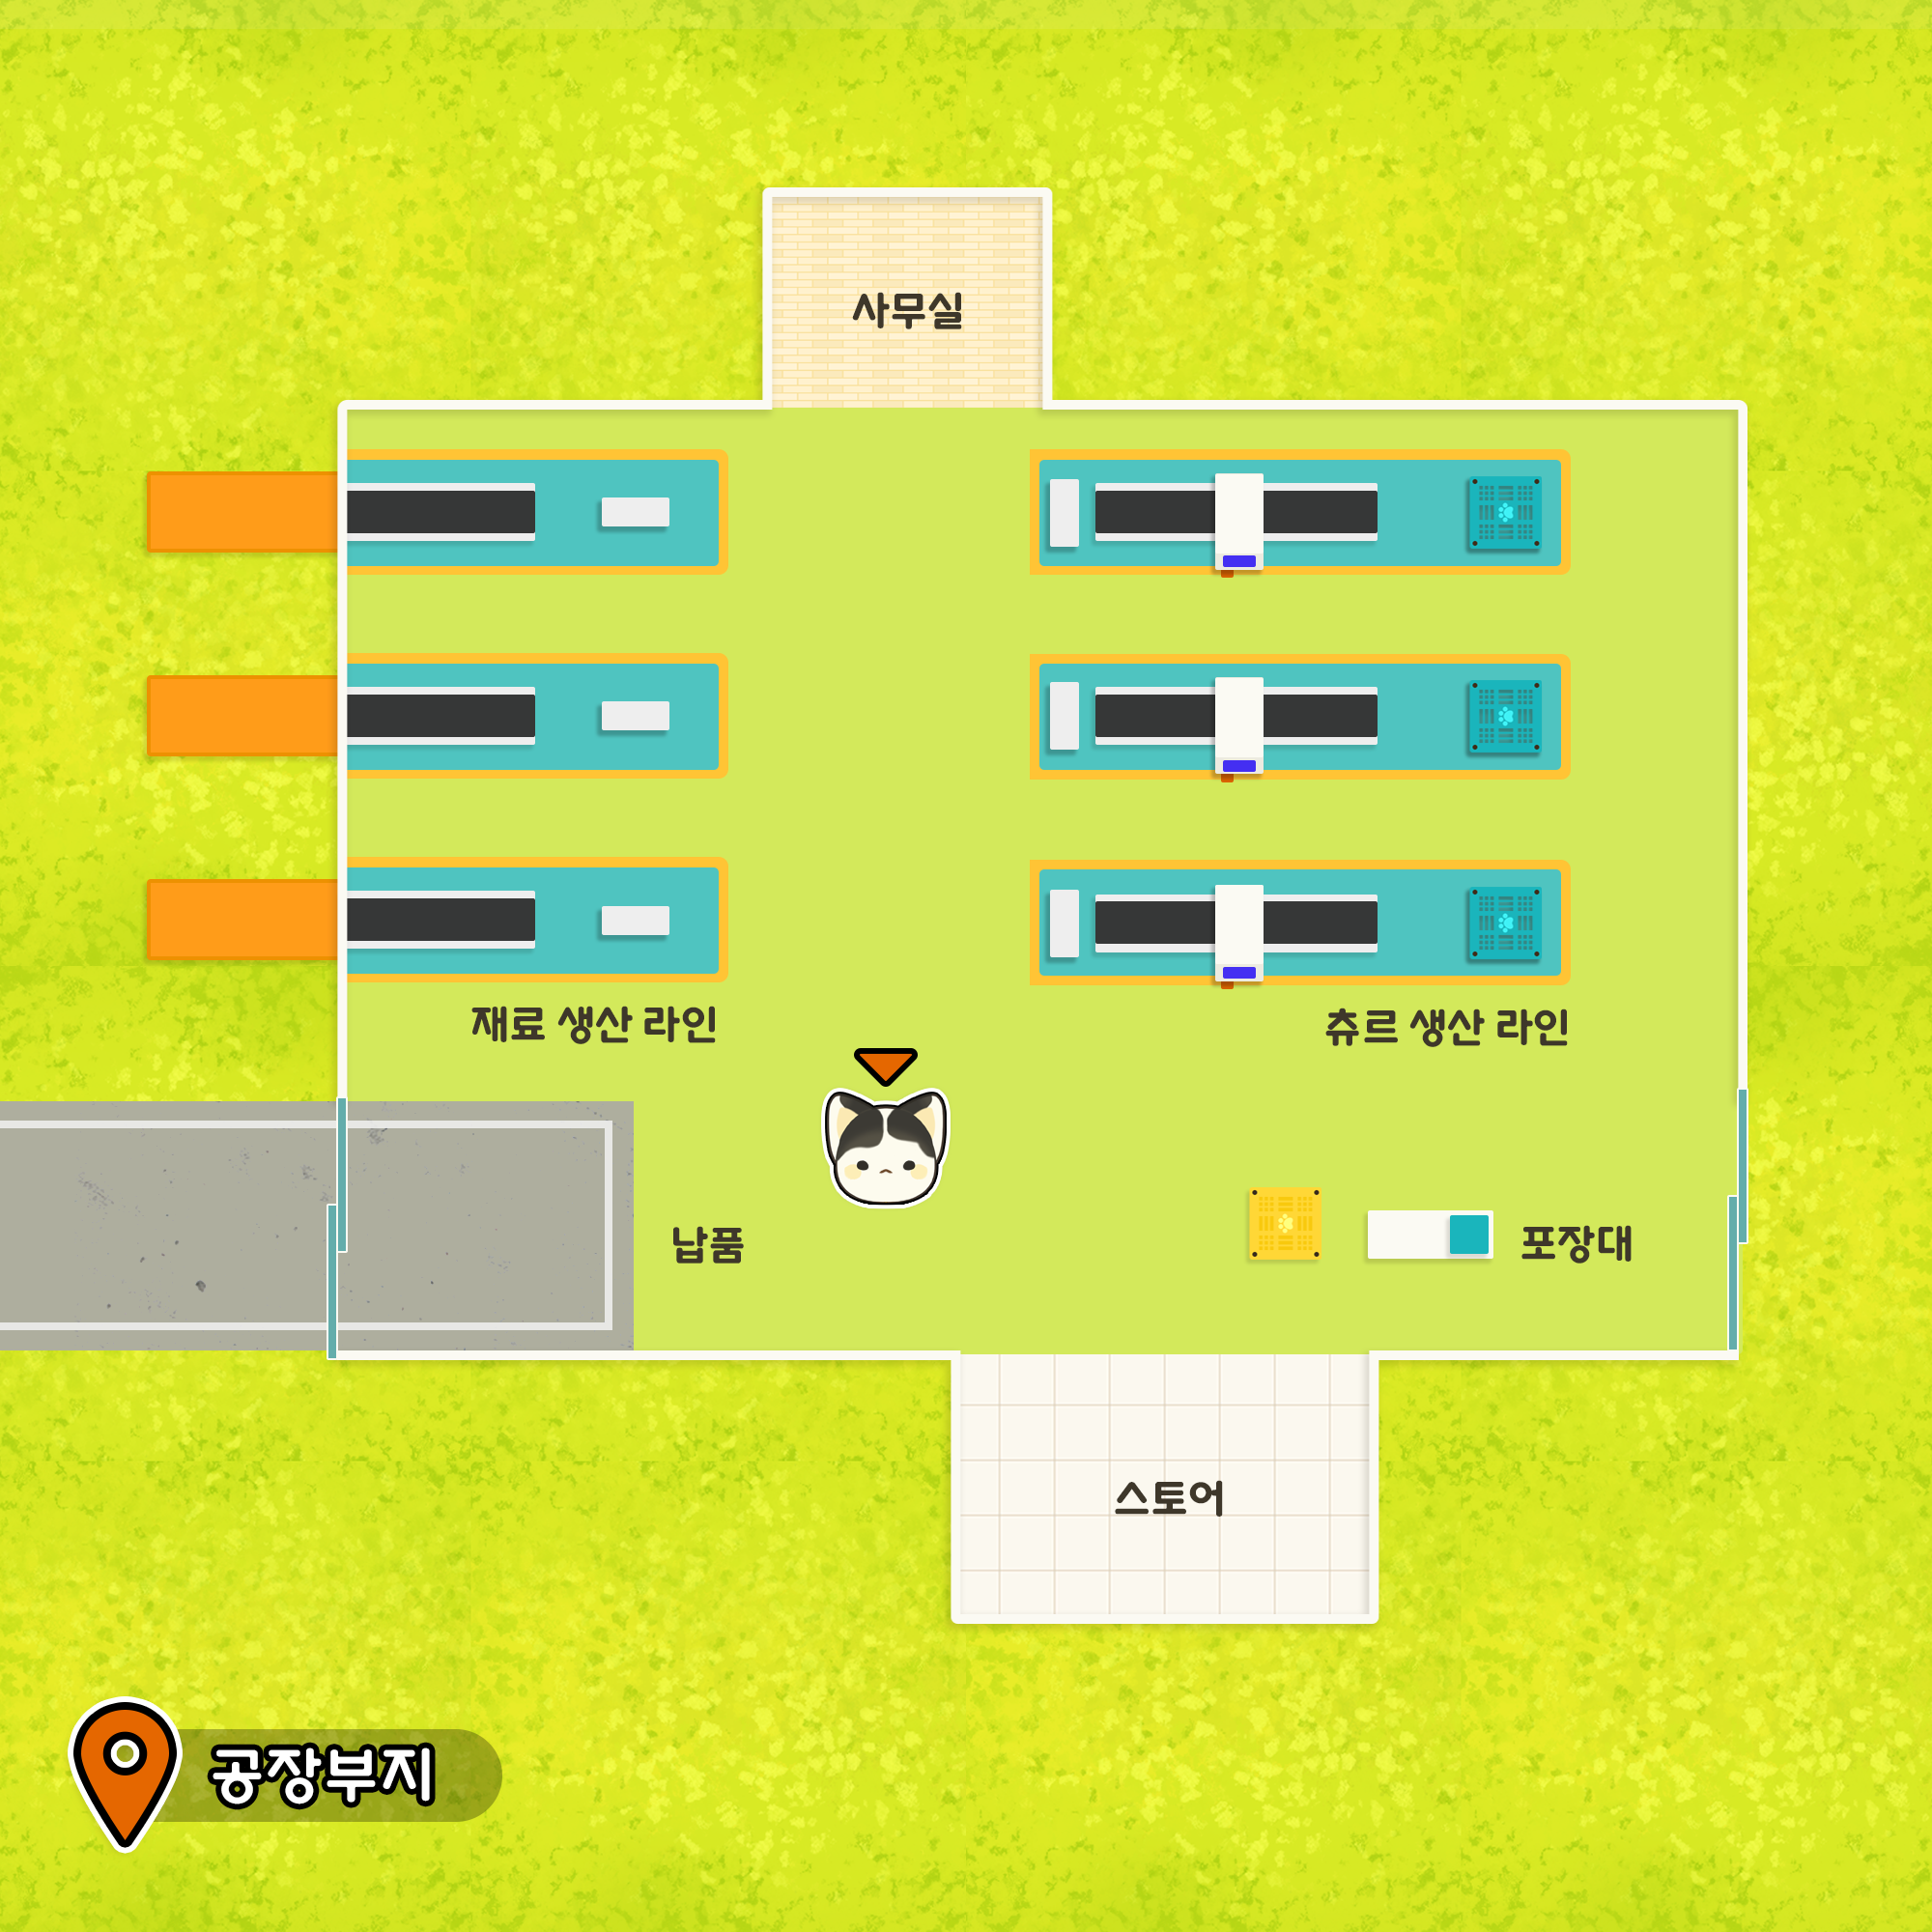 사무실
재료 생산 라인
츄르 생산 라인
납품
포장대
스토어
공장부지